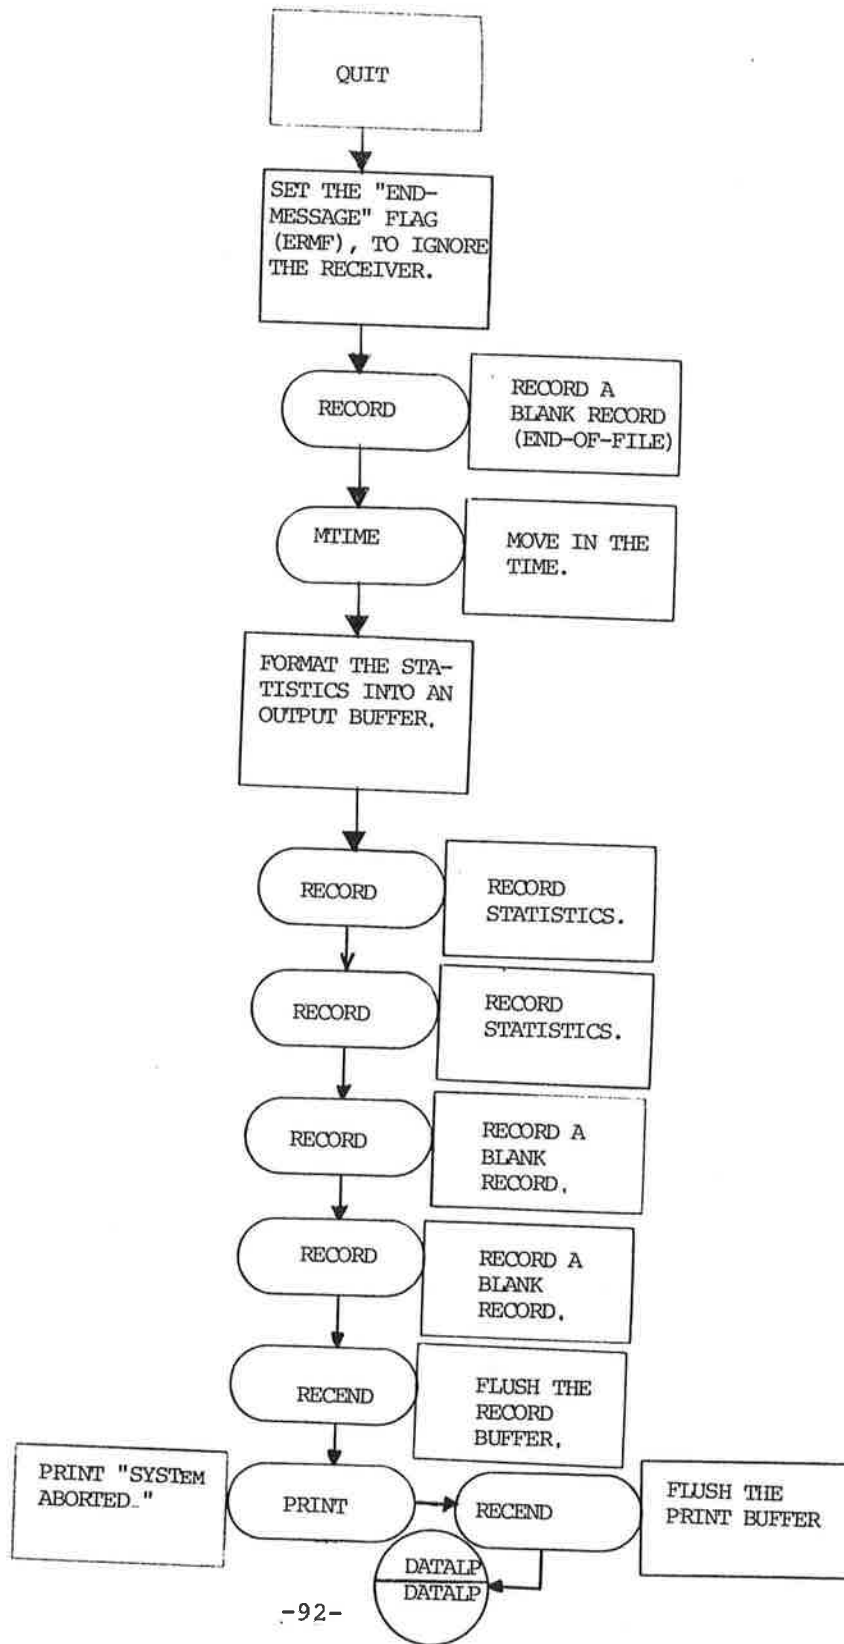 QUIT
SET THE "END-
MESSAGE" FLAG
(ERMF), TO IGNORE
THE RECEIVER.
RECORD
RECORD A
BLANK RECORD
(END-OF-FILE)
MTIME
MOVE IN THE
TIME.
FORMAT THE STA-
TISTICS INTO AN
OUTPUT BUFFER.
RECORD
RECORD
STATISTICS.
RECORD
RECORD
STATISTICS.
RECORD
RECORD A
BLANK
RECORD.
RECORD
RECORD A
BLANK
RECORD.
RECEND
FLUSH THE
RECORD
BUFFER.
PRINT "SYSTEM
ABORTED.."
PRINT
RECEND
FLUSH THE
PRINT BUFFER
DATALP
DATALP
-92-